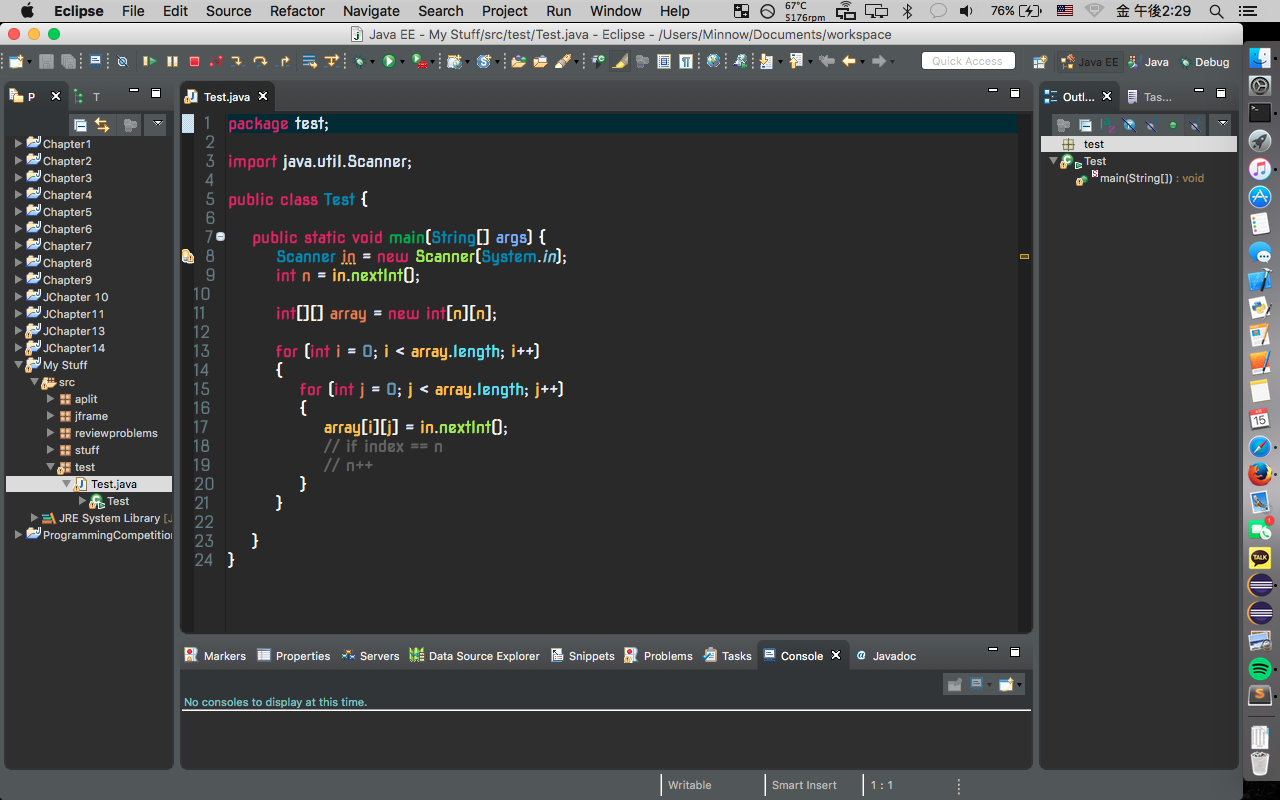 Eclipse File Edit Source Refactor Navigate Search Project Run Window Help 67°C 5176rpm 76% 金 午後2:29
Java EE - My Stuff/src/test/Test.java - Eclipse - /Users/Minnow/Documents/workspace
Quick Access Java EE Java Debug
P T
Chapter1
Chapter2
Chapter3
Chapter4
Chapter5
Chapter6
Chapter7
Chapter8
Chapter9
JChapter 10
JChapter11
JChapter13
JChapter14
My Stuff
src
aplit
jframe
reviewproblems
stuff
test
Test.java
Test
JRE System Library [J
ProgrammingCompetition
Test.java
1 package test;
2
3 import java.util.Scanner;
4
5 public class Test {
6
7 public static void main(String[] args) {
8 Scanner in = new Scanner(System.in);
9 int n = in.nextInt();
10
11 int[][] array = new int[n][n];
12
13 for (int i = 0; i < array.length; i++)
14 {
15 for (int j = 0; j < array.length; j++)
16 {
17 array[i][j] = in.nextInt();
18 // if index == n
19 // n++
20 }
21 }
22
23 }
24 }
Outl... Tas...
test
Test
main(String[]) : void
Markers Properties Servers Data Source Explorer Snippets Problems Tasks Console Javadoc
No consoles to display at this time.
Writable Smart Insert 1 : 1
15
1
TALK